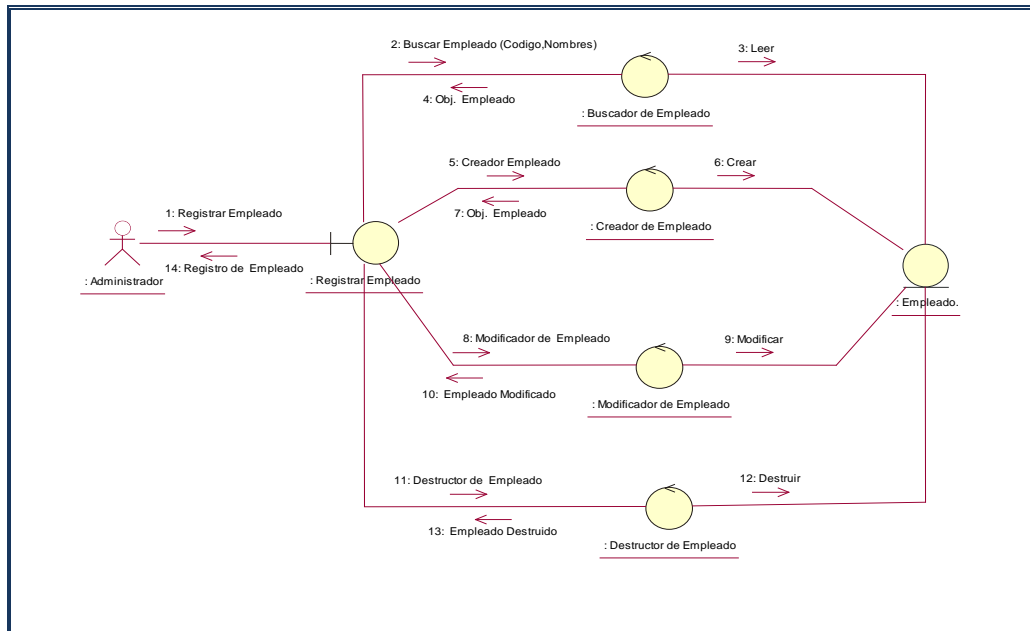 2: Buscar Empleado (Codigo,Nombres)
3: Leer
4: Obj. Empleado
: Buscador de Empleado
5: Creador Empleado
6: Crear
7: Obj. Empleado
: Creador de Empleado
1: Registrar Empleado
14: Registro de Empleado
: Administrador
: Registrar Empleado
: Empleado.
8: Modificador de Empleado
9: Modificar
10: Empleado Modificado
: Modificador de Empleado
11: Destructor de Empleado
12: Destruir
13: Empleado Destruido
: Destructor de Empleado